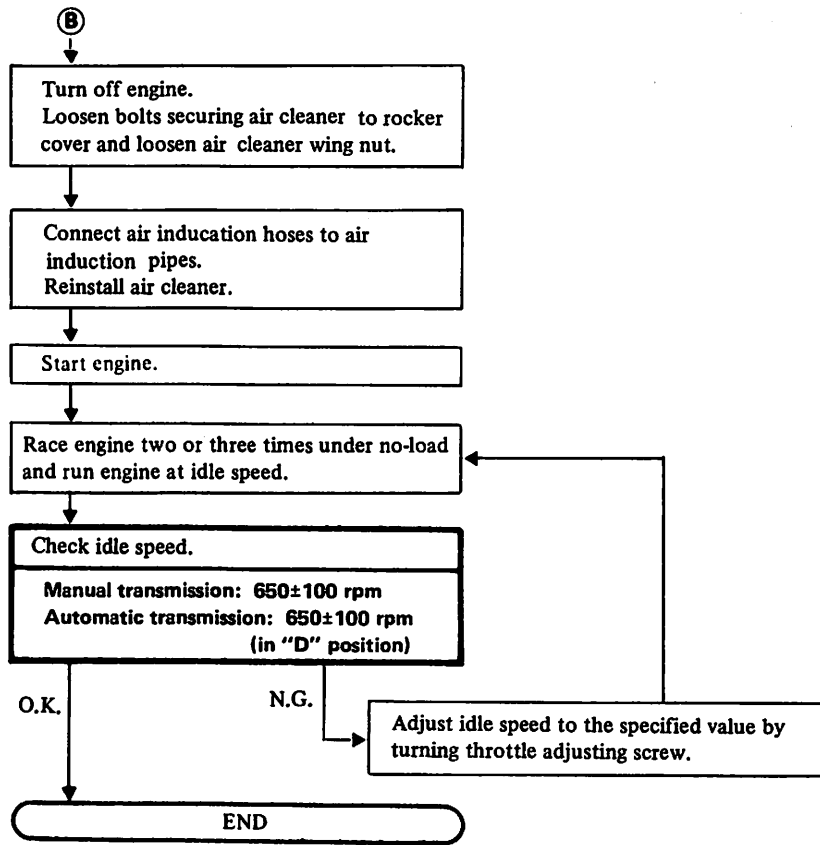 B
Turn off engine.
Loosen bolts securing air cleaner to rocker
cover and loosen air cleaner wing nut.
Connect air inducation hoses to air
induction pipes.
Reinstall air cleaner.
Start engine.
Race engine two or three times under no-load
and run engine at idle speed.
Check idle speed.
Manual transmission: 650±100 rpm
Automatic transmission: 650±100 rpm
(in "D" position)
O.K.
N.G.
Adjust idle speed to the specified value by
turning throttle adjusting screw.
END